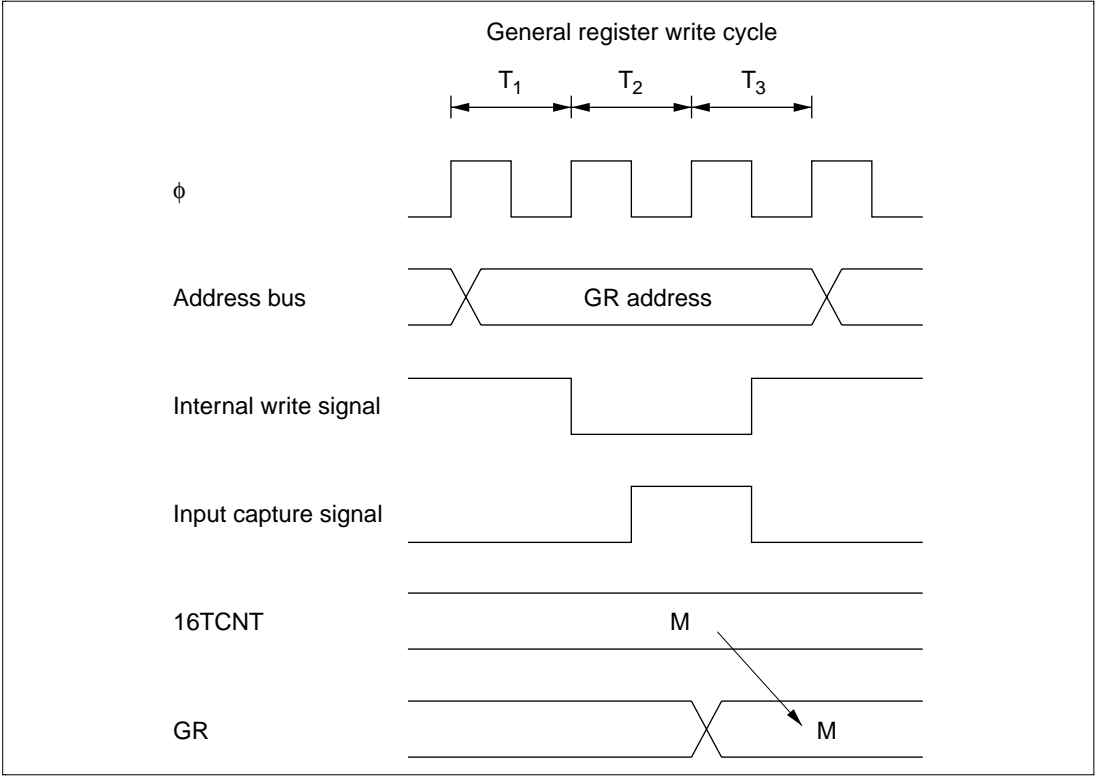 General register write cycle
T1 T2 T3
φ
Address bus GR address
Internal write signal
Input capture signal
16TCNT M
GR M